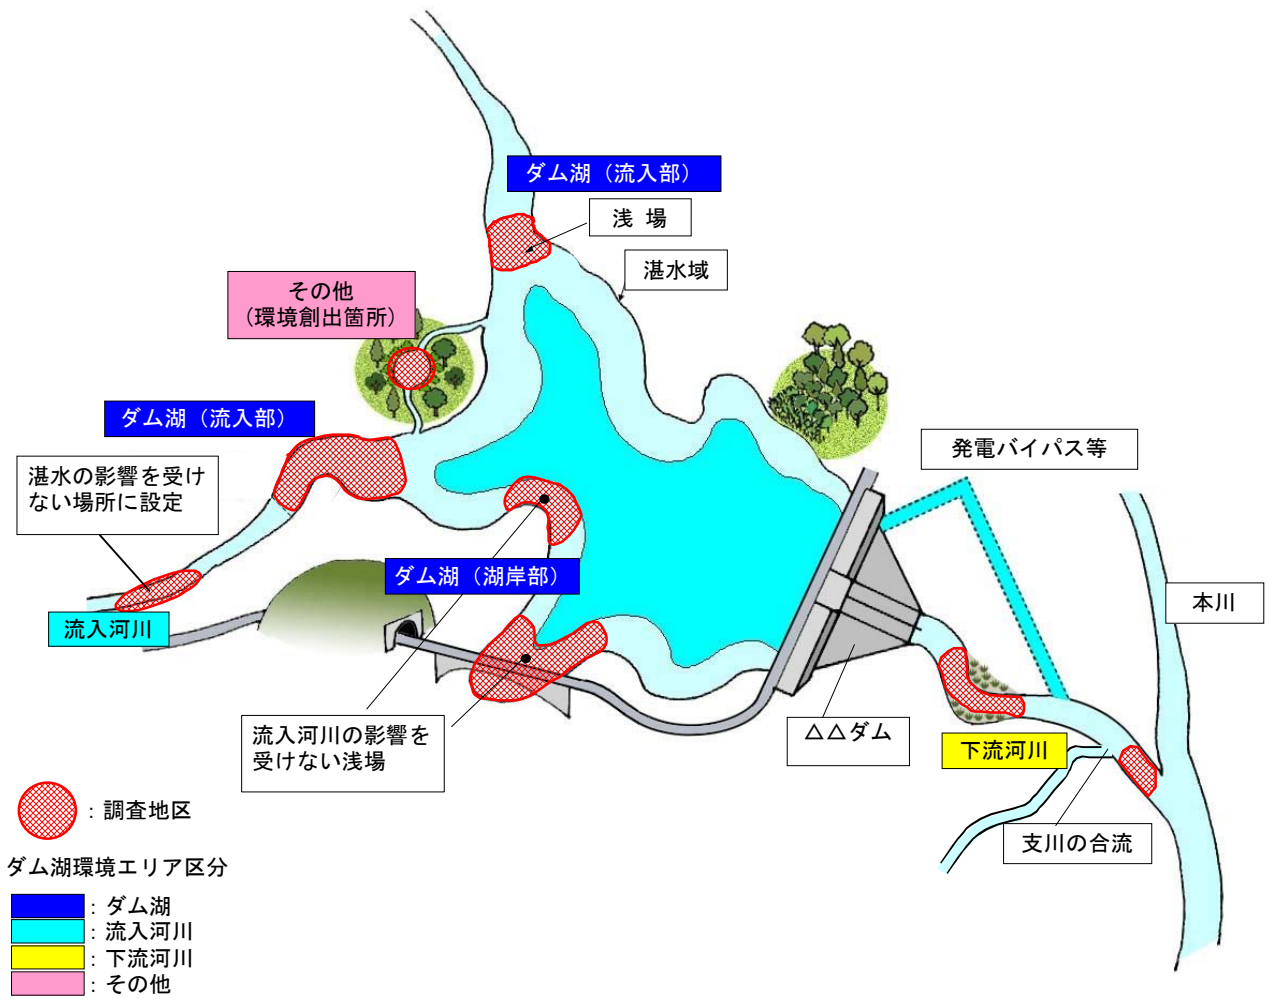 ダム湖（流入部）
浅 場
湛水域
その他
（環境創出箇所）
ダム湖（流入部）
発電バイパス等
湛水の影響を受け
ない場所に設定
ダム湖（湖岸部）
本川
流入河川
流入河川の影響を
受けない浅場
△△ダム
下流河川
支川の合流
：調査地区
ダム湖環境エリア区分
：ダム湖
：流入河川
：下流河川
：その他